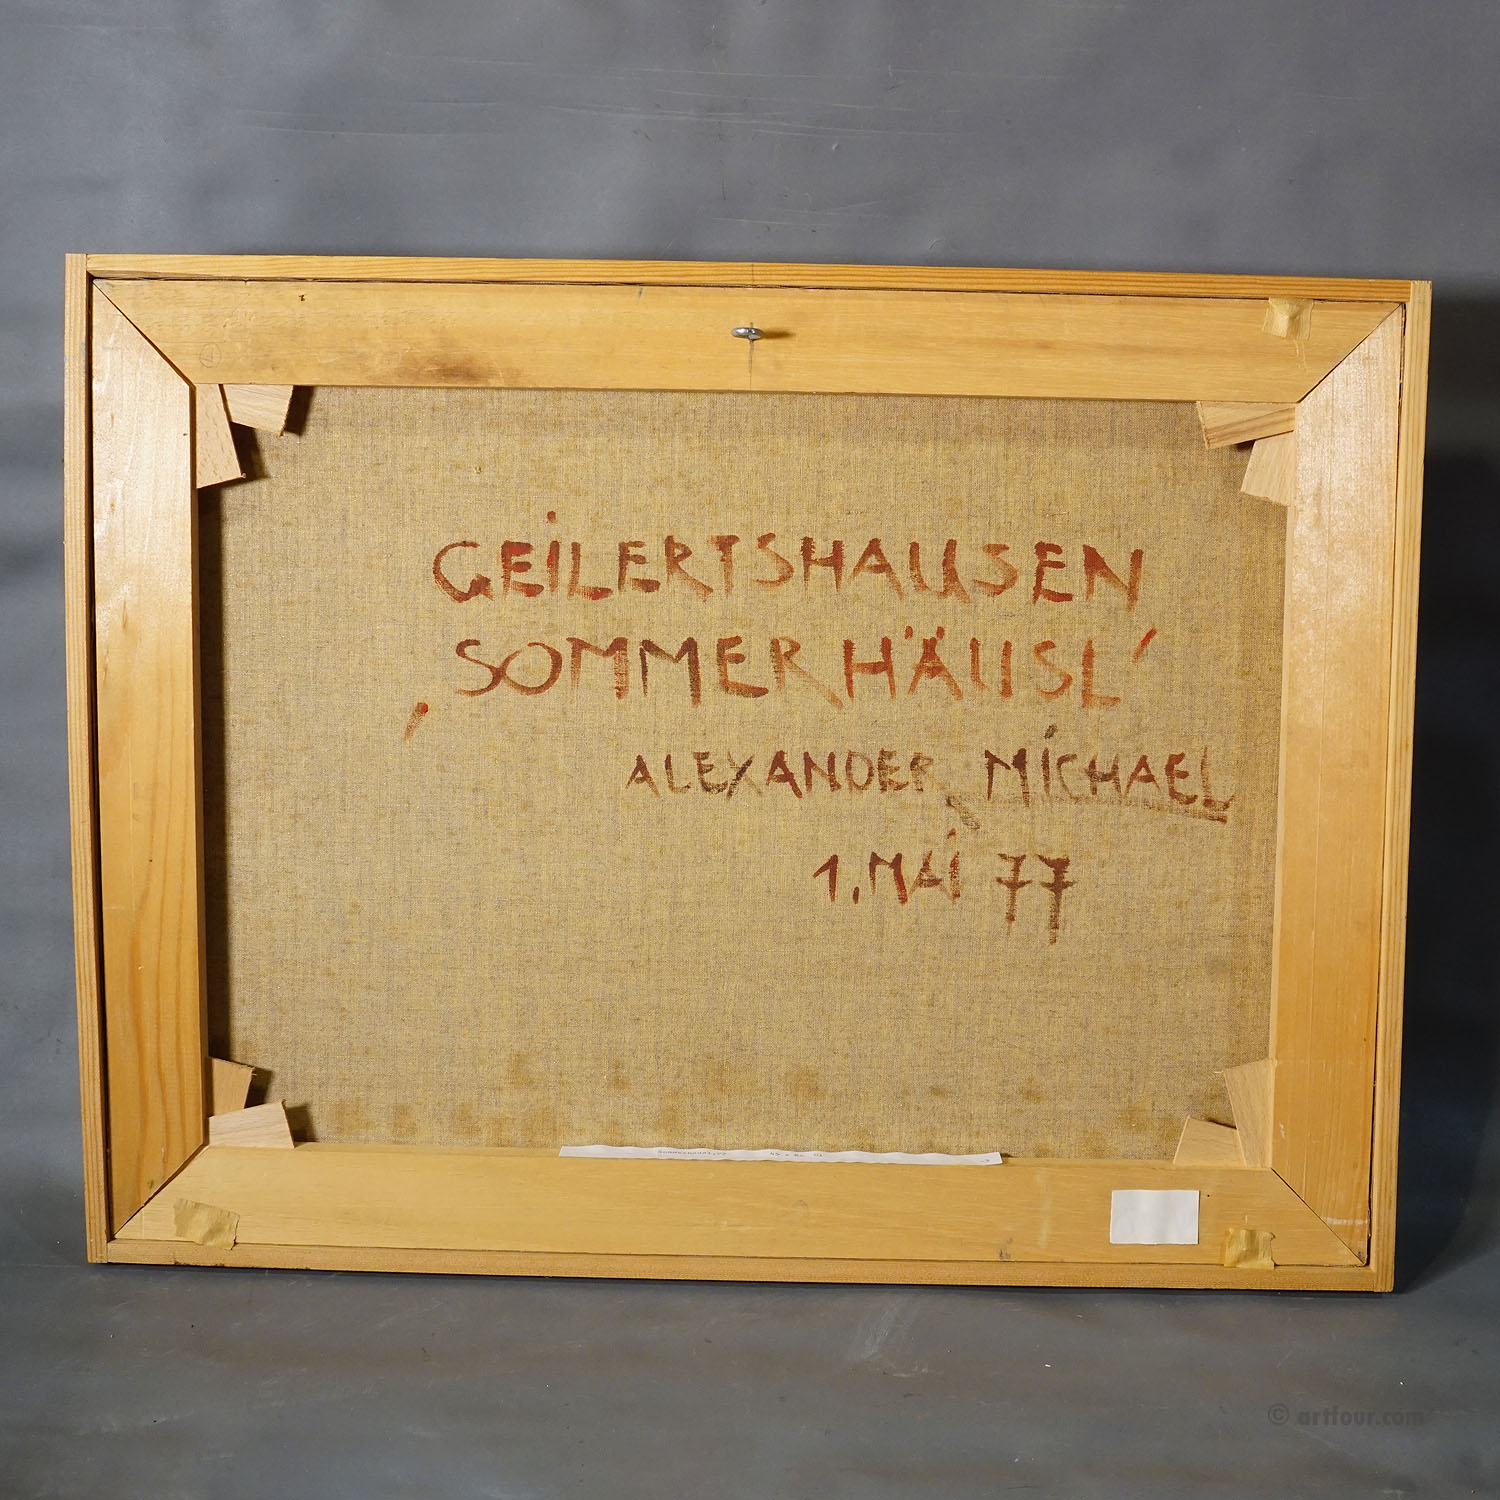 GEILERTSHAUSEN
‚SOMMERHÄUSL‘
ALEXANDER MICHAEL
1. MAI 77
© artfour.com